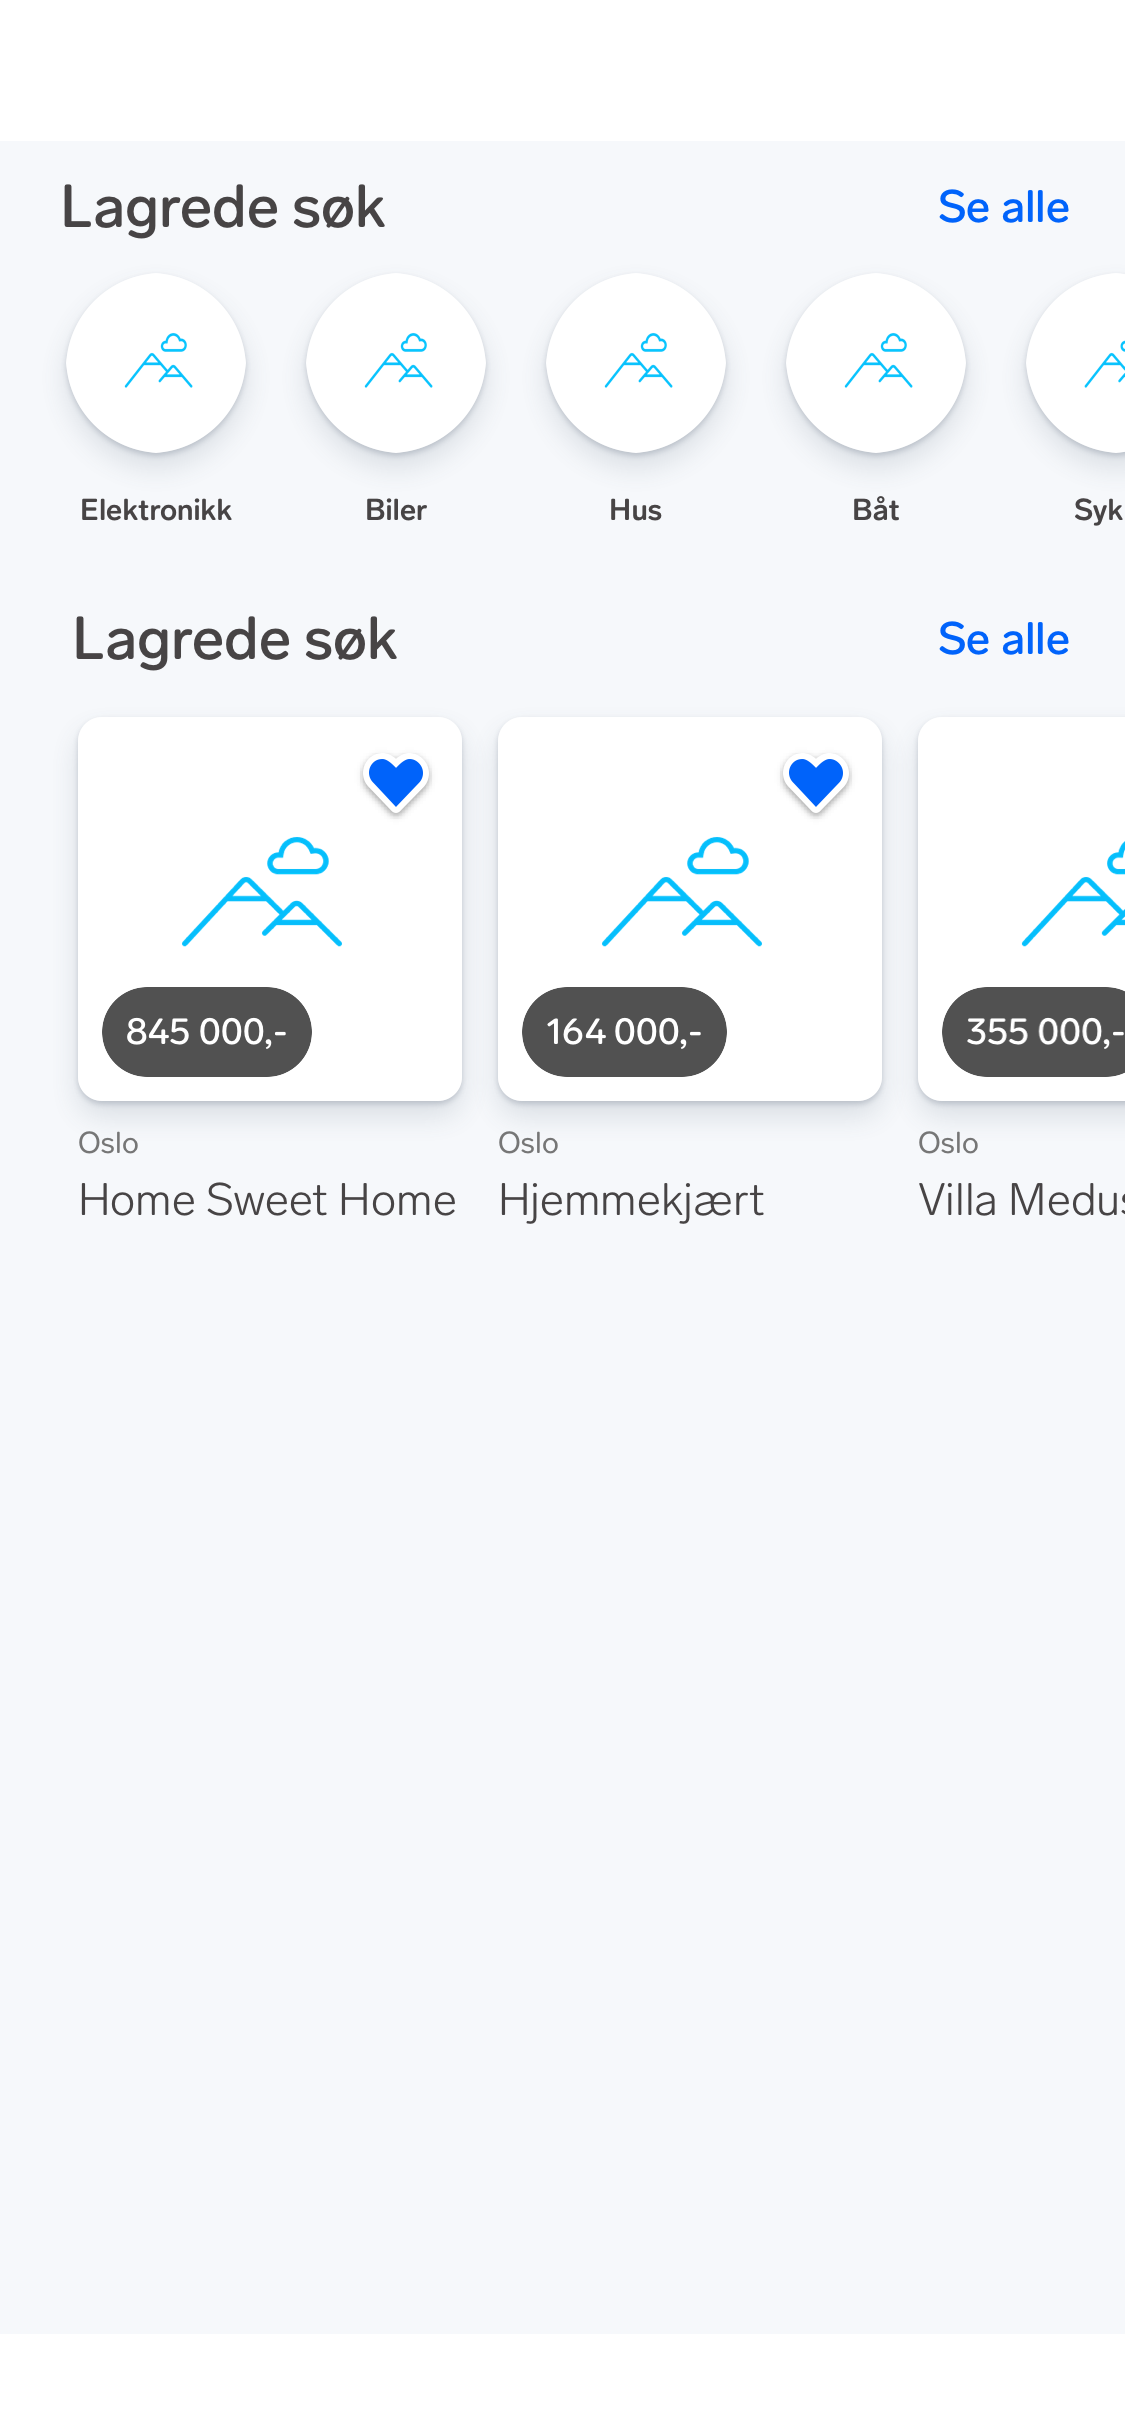 Lagrede søk
Se alle
Elektronikk
Biler
Hus
Båt
Syk
Lagrede søk
Se alle
845 000,-
164 000,-
355 000,-
Oslo
Oslo
Oslo
Home Sweet Home
Hjemmekjært
Villa Medus